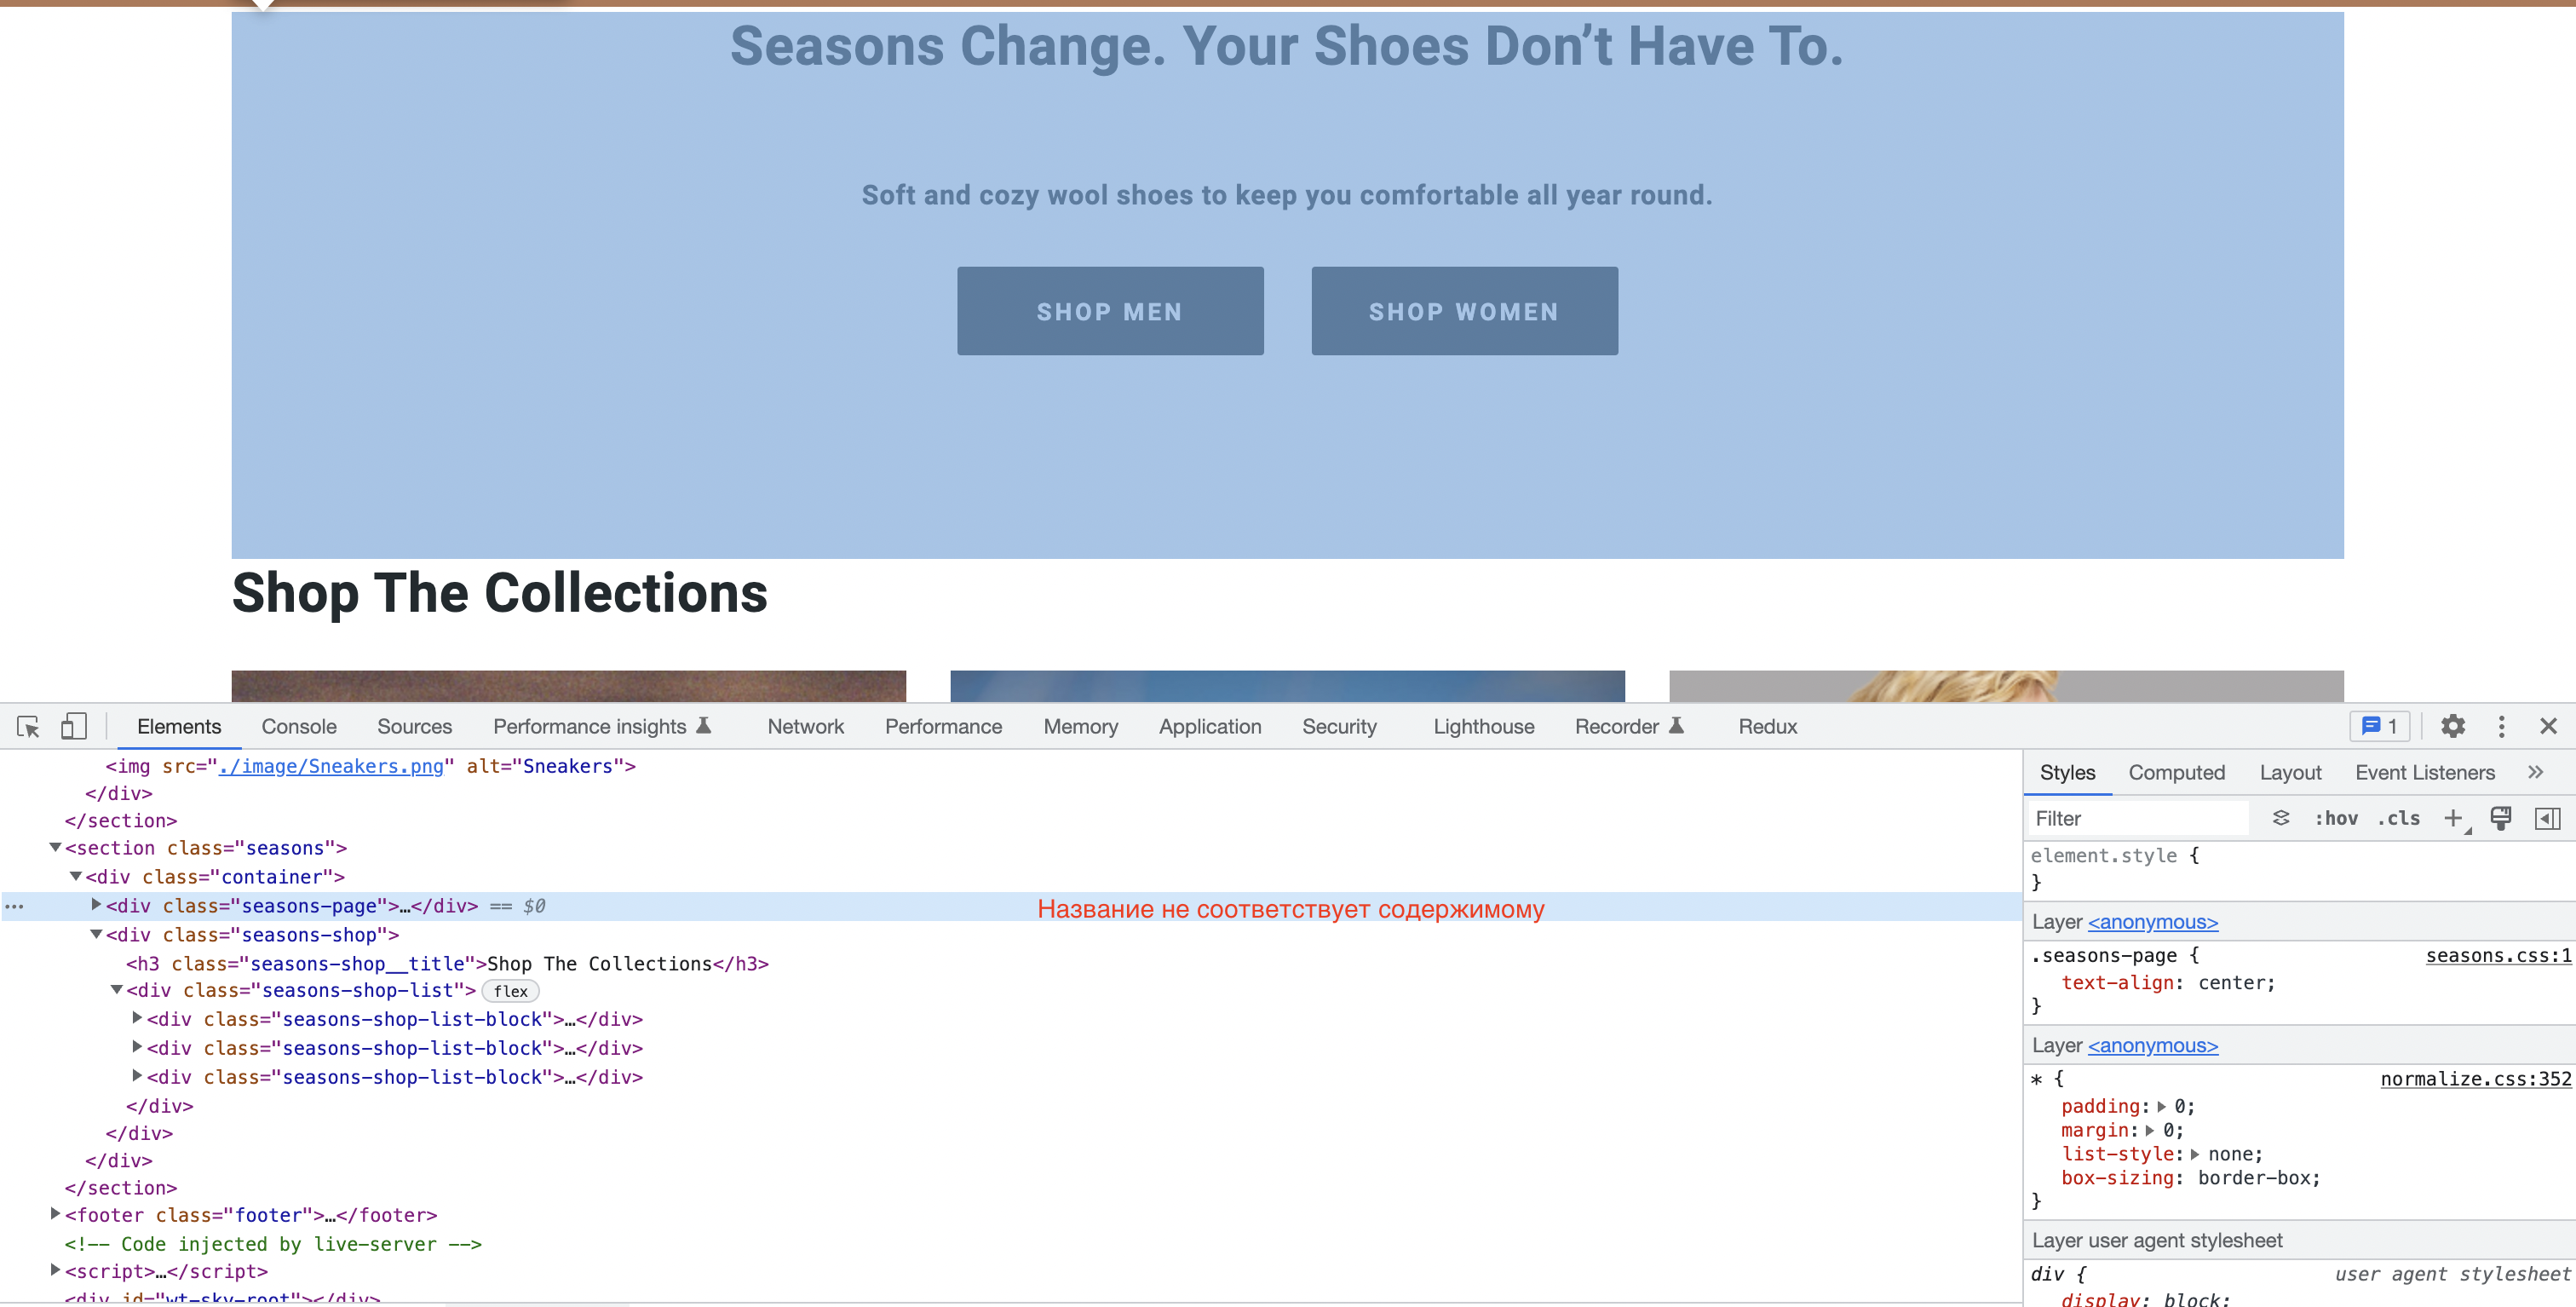 Seasons Change. Your Shoes Don’t Have To.
Soft and cozy wool shoes to keep you comfortable all year round.
SHOP MEN SHOP WOMEN
Shop The Collections
Elements Console Sources Performance insights Network Performance Memory Application Security Lighthouse Recorder Redux 1
<img src="./image/Sneakers.png" alt="Sneakers">
</div>
</section>
<section class="seasons">
<div class="container">
<div class="seasons-page">…</div> == $0
Название не соответствует содержимому
<div class="seasons-shop">
<h3 class="seasons-shop__title">Shop The Collections</h3>
<div class="seasons-shop-list"> flex
<div class="seasons-shop-list-block">…</div>
<div class="seasons-shop-list-block">…</div>
<div class="seasons-shop-list-block">…</div>
</div>
</div>
</div>
</section>
<footer class="footer">…</footer>
<!-- Code injected by live-server -->
<script>…</script>
<div id="wt-sky-root"></div>
Styles Computed Layout Event Listeners »
Filter :hov .cls +
element.style {
}
Layer <anonymous>
.seasons-page { seasons.css:1
text-align: center;
}
Layer <anonymous>
* { normalize.css:352
padding: 0;
margin: 0;
list-style: none;
box-sizing: border-box;
}
Layer user agent stylesheet
div { user agent stylesheet
display: block;